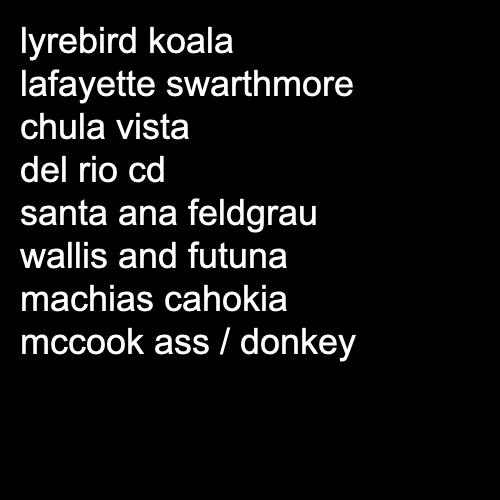 lyrebird koala
lafayette swarthmore
chula vista
del rio cd
santa ana feldgrau
wallis and futuna
machias cahokia
mccook ass / donkey